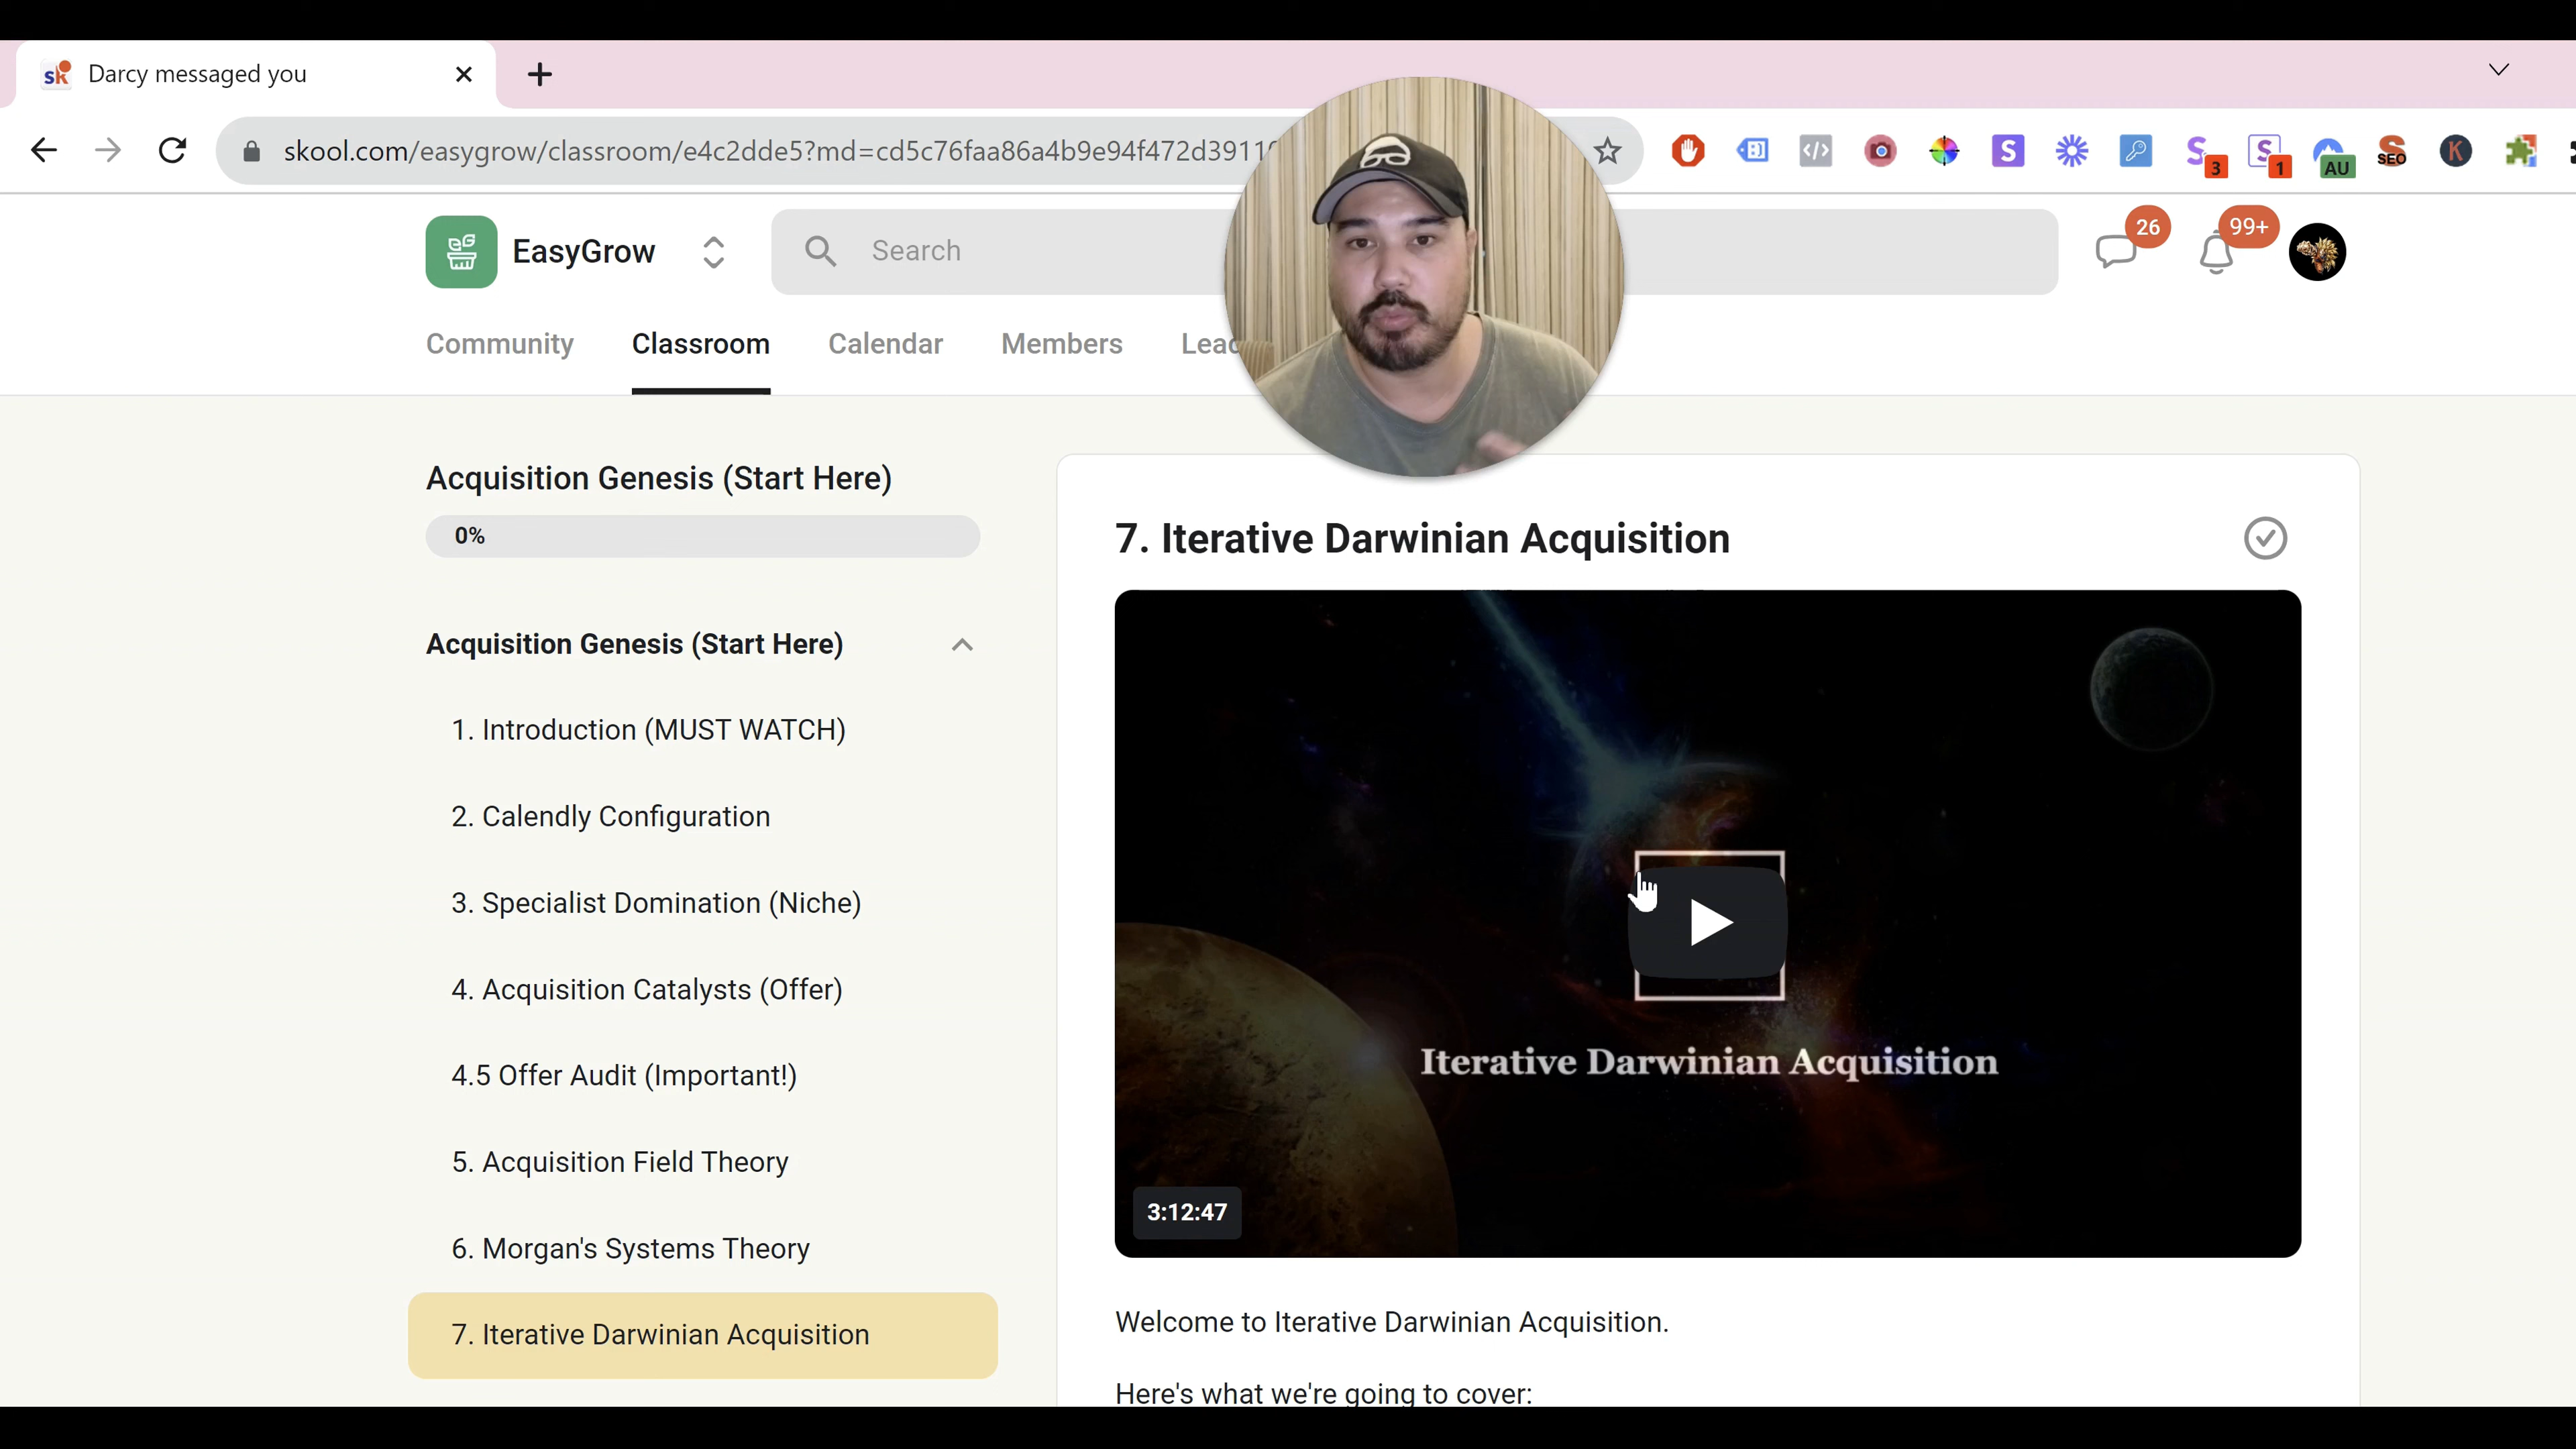 Darcy messaged you
skool.com/easygrow/classroom/e4c2dde5?md=cd5c76faa86a4b9e94f472d3911
3
1
AU
SEO
K
EasyGrow
Search
26
99+
Community
Classroom
Calendar
Members
Lead
Acquisition Genesis (Start Here)
0%
Acquisition Genesis (Start Here)
1. Introduction (MUST WATCH)
2. Calendly Configuration
3. Specialist Domination (Niche)
4. Acquisition Catalysts (Offer)
4.5 Offer Audit (Important!)
5. Acquisition Field Theory
6. Morgan's Systems Theory
7. Iterative Darwinian Acquisition
7. Iterative Darwinian Acquisition
Iterative Darwinian Acquisition
3:12:47
Welcome to Iterative Darwinian Acquisition.
Here's what we're going to cover: